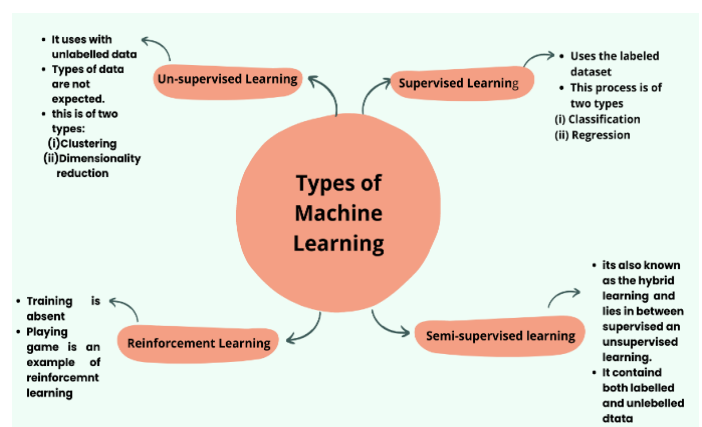 Types of
Machine
Learning
Un-supervised Learning
• It uses with
unlabelled data
• Types of data
are not
expected.
• this is of two
types:
(i)Clustering
(ii)Dimensionality
reduction
Supervised Learning
• Uses the labeled
dataset
• This process is of
two types
(i) Classification
(ii) Regression
Reinforcement Learning
• Training is
absent
• Playing
game is an
example of
reinforcemnt
learning
Semi-supervised learning
• its also known
as the hybrid
learning and
lies in between
supervised an
unsupervised
learning.
• It containd
both labelled
and unlebelled
dtata